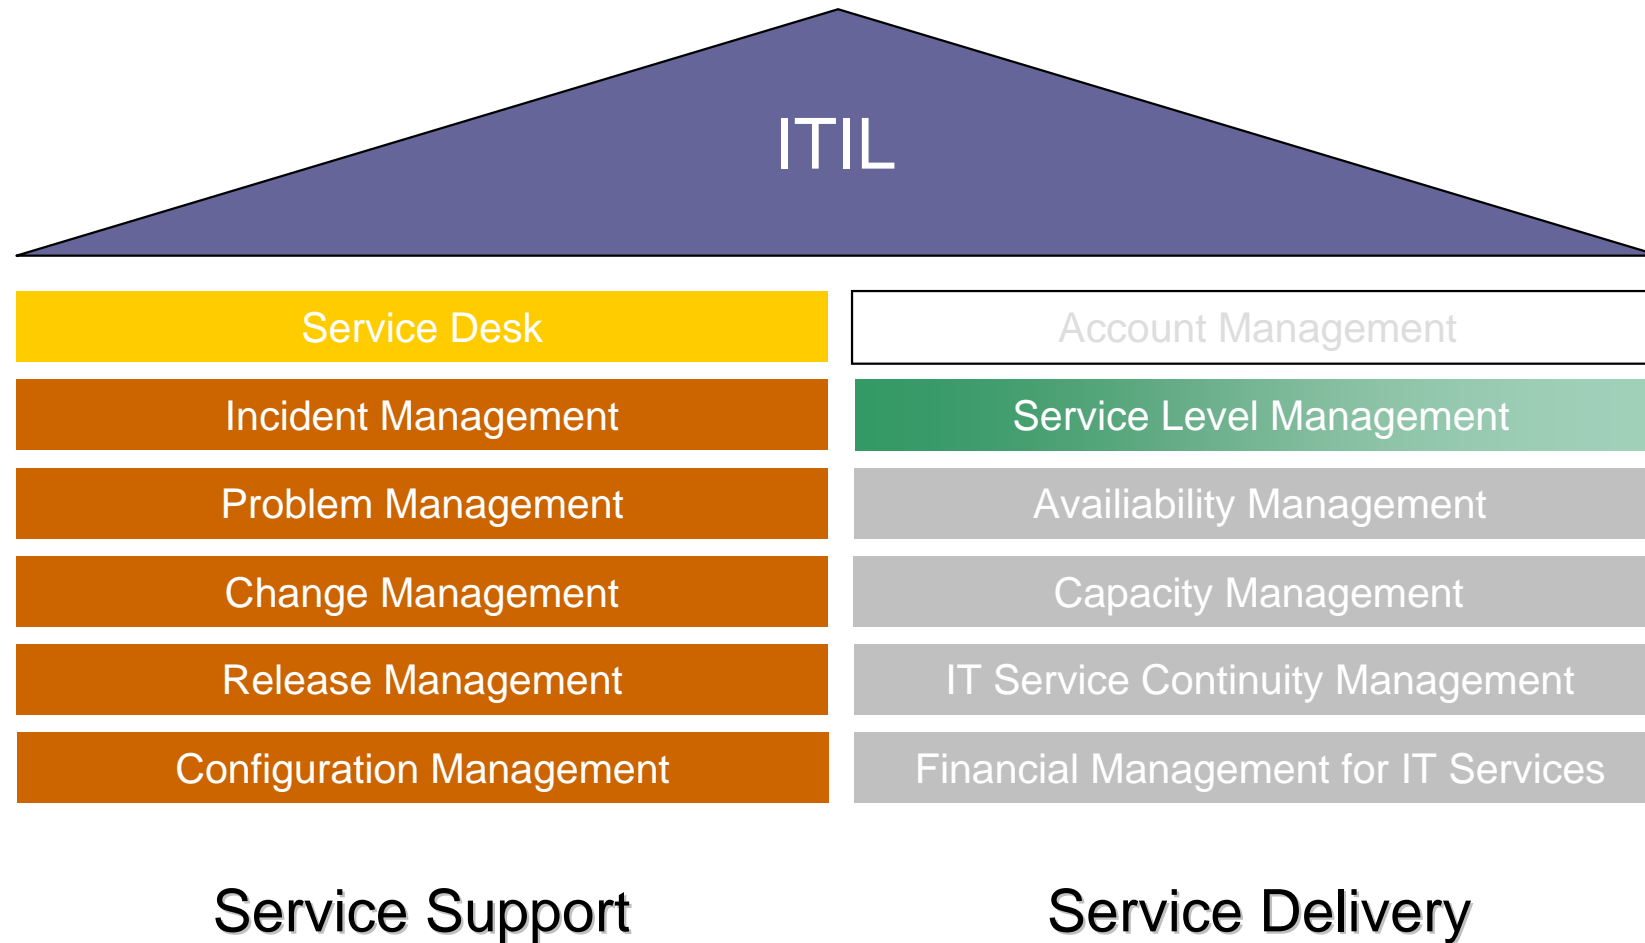 ITIL
Service Desk
Incident Management
Problem Management
Change Management
Release Management
Configuration Management
Service Support
Account Management
Service Level Management
Availiability Management
Capacity Management
IT Service Continuity Management
Financial Management for IT Services
Service Delivery